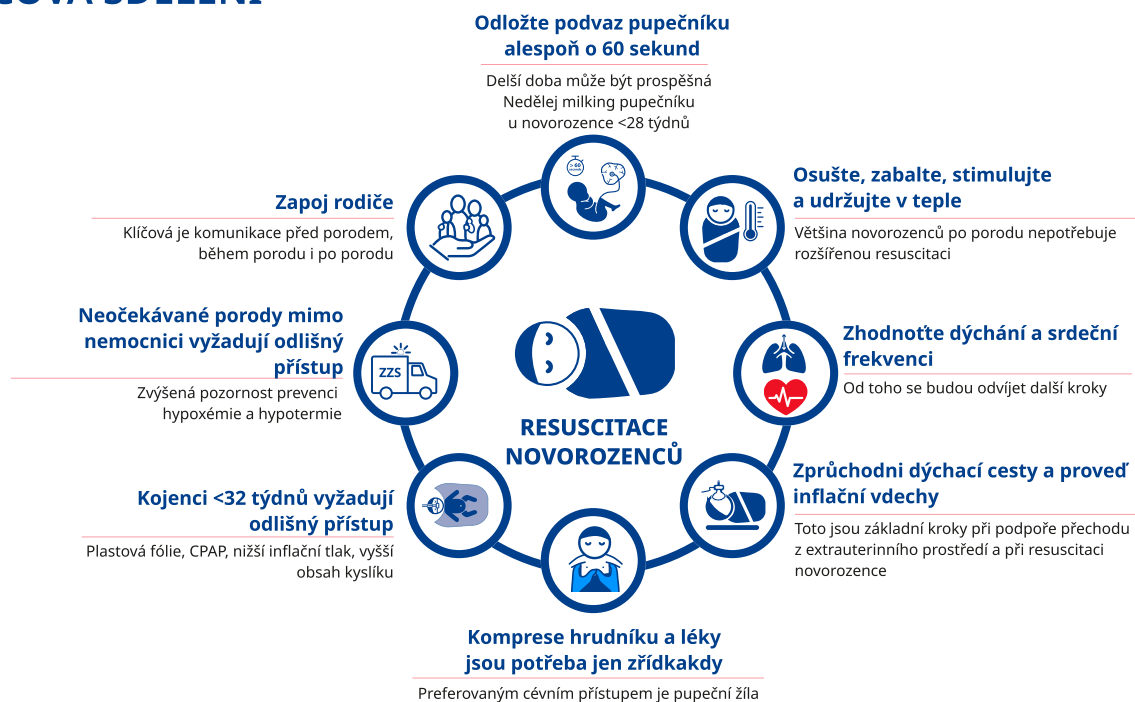 Odložte podvaz pupečníku
alespoň o 60 sekund
Delší doba může být prospěšná
Nedělej milking pupečníku
u novorozence <28 týdnů
Osušte, zabalte, stimulujte
a udržujte v teple
Většina novorozenců po porodu nepotřebuje
rozšířenou resuscitaci
Zhodnoťte dýchání a srdeční
frekvenci
Od toho se budou odvíjet další kroky
Zprůchodni dýchací cesty a proveď
inflační vdechy
Toto jsou základní kroky při podpoře přechodu
z extrauterinního prostředí a při resuscitaci
novorozence
Komprese hrudníku a léky
jsou potřeba jen zřídkakdy
Preferovaným cévním přístupem je pupeční žíla
Kojenci <32 týdnů vyžadují
odlišný přístup
Plastová fólie, CPAP, nižší inflační tlak, vyšší
obsah kyslíku
Neočekávané porody mimo
nemocnici vyžadují odlišný
přístup
Zvýšená pozornost prevenci
hypoxémie a hypotermie
ZZS
Zapoj rodiče
Klíčová je komunikace před porodem,
během porodu i po porodu
RESUSCITACE
NOVOROZENCŮ
> 60